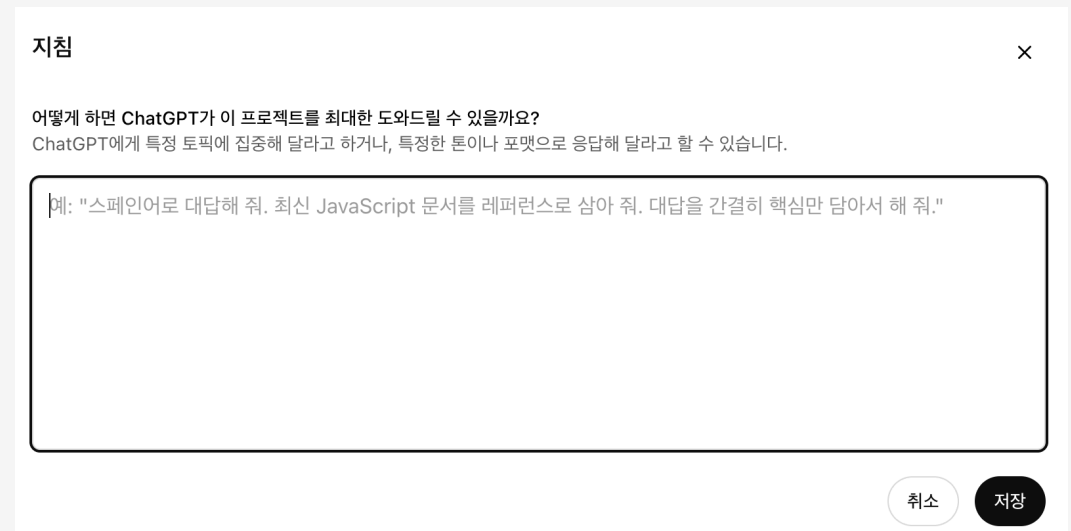 지침
어떻게 하면 ChatGPT가 이 프로젝트를 최대한 도와드릴 수 있을까요?
ChatGPT에게 특정 토픽에 집중해 달라고 하거나, 특정한 톤이나 포맷으로 응답해 달라고 할 수 있습니다.
예: "스페인어로 대답해 줘. 최신 JavaScript 문서를 레퍼런스로 삼아 줘. 대답을 간결히 핵심만 담아서 해 줘."
취소 저장